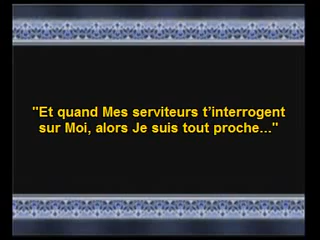 "Et quand Mes serviteurs t’interrogent
sur Moi, alors Je suis tout proche..."